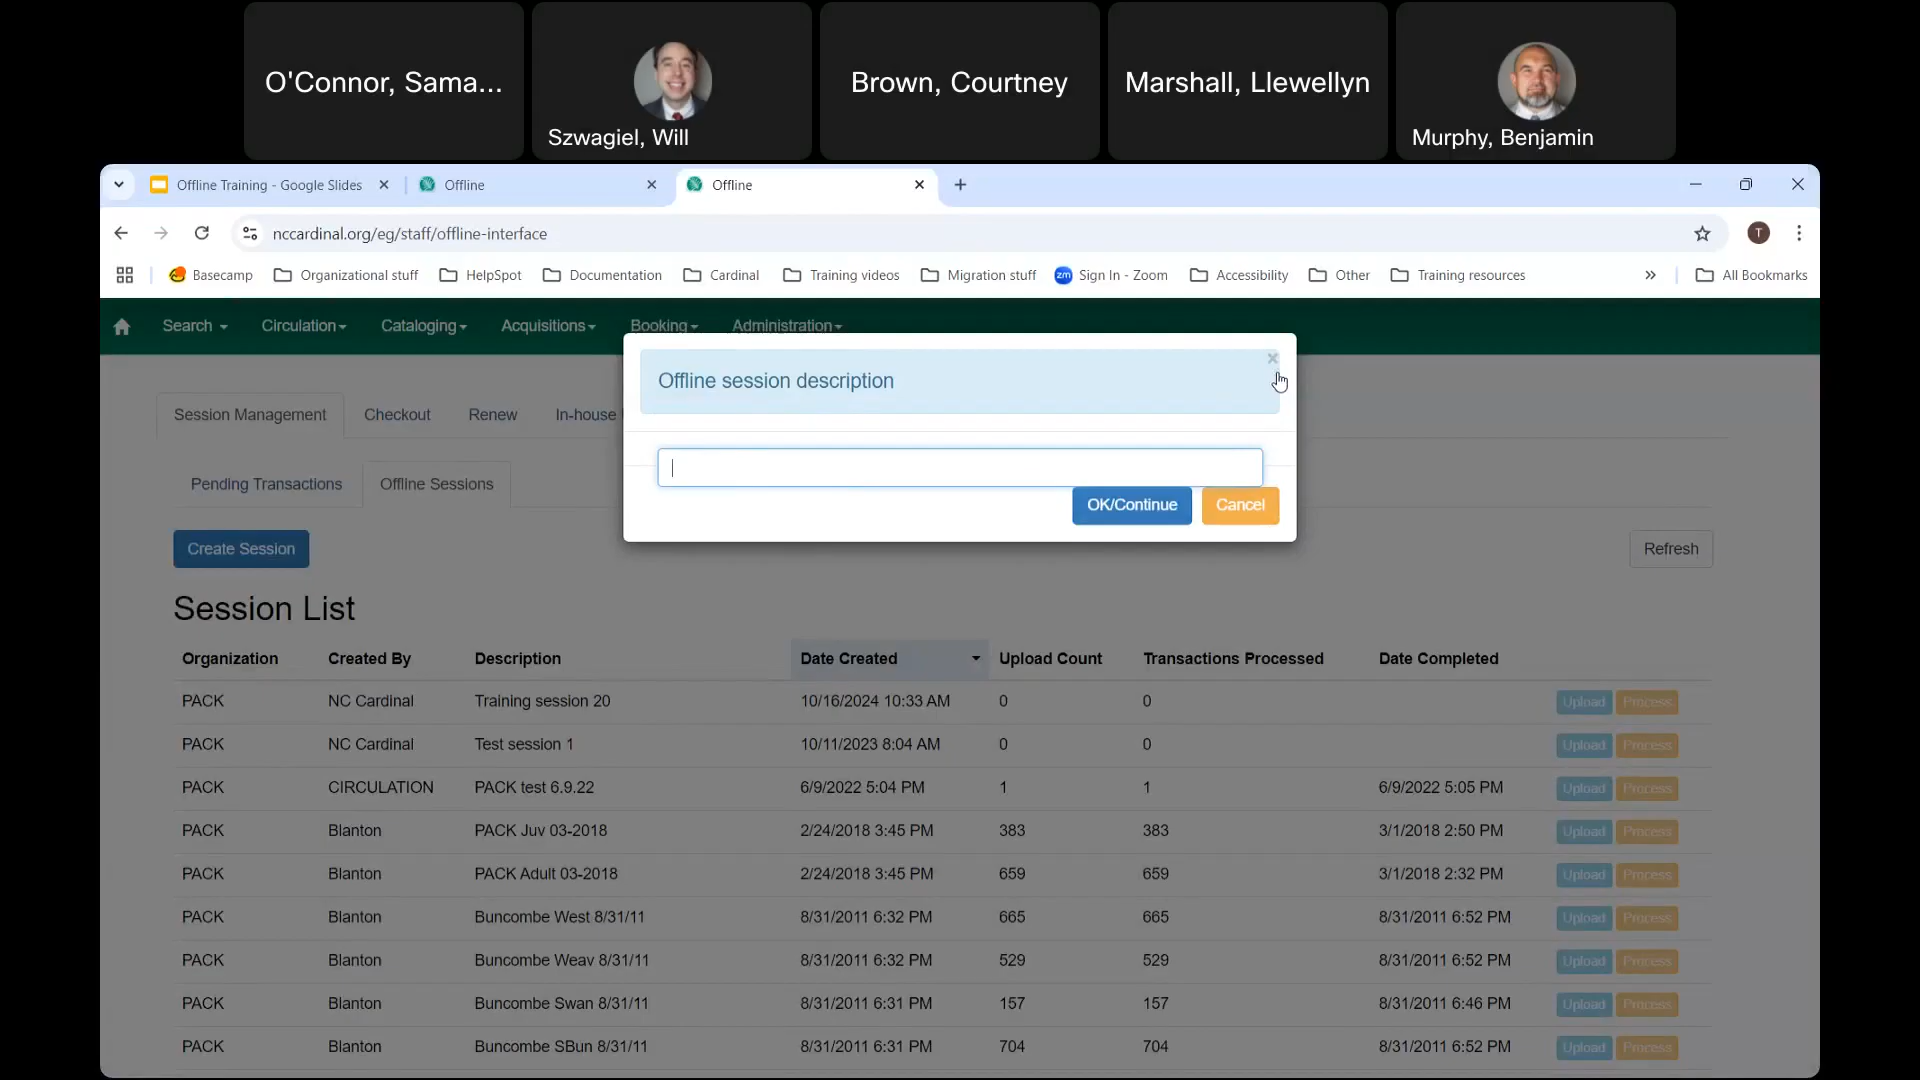 O'Connor, Sama...
Szwagiel, Will
Brown, Courtney
Marshall, Llewellyn
Murphy, Benjamin
Offline Training - Google Slides
Offline
Offline
nccardinal.org/eg/staff/offline-interface
T
Basecamp Organizational stuff HelpSpot Documentation Cardinal Training videos Migration stuff zm Sign In - Zoom Accessibility Other Training resources All Bookmarks
Search Circulation Cataloging Acquisitions Booking Administration
Offline session description
Session Management Checkout Renew In-house
Pending Transactions Offline Sessions
OK/Continue Cancel
Create Session Refresh
Session List
Organization Created By Description Date Created Upload Count Transactions Processed Date Completed
PACK NC Cardinal Training session 20 10/16/2024 10:33 AM 0 0 Upload Process
PACK NC Cardinal Test session 1 10/11/2023 8:04 AM 0 0 Upload Process
PACK CIRCULATION PACK test 6.9.22 6/9/2022 5:04 PM 1 1 6/9/2022 5:05 PM Upload Process
PACK Blanton PACK Juv 03-2018 2/24/2018 3:45 PM 383 383 3/1/2018 2:50 PM Upload Process
PACK Blanton PACK Adult 03-2018 2/24/2018 3:45 PM 659 659 3/1/2018 2:32 PM Upload Process
PACK Blanton Buncombe West 8/31/11 8/31/2011 6:32 PM 665 665 8/31/2011 6:52 PM Upload Process
PACK Blanton Buncombe Weav 8/31/11 8/31/2011 6:32 PM 529 529 8/31/2011 6:52 PM Upload Process
PACK Blanton Buncombe Swan 8/31/11 8/31/2011 6:31 PM 157 157 8/31/2011 6:46 PM Upload Process
PACK Blanton Buncombe SBun 8/31/11 8/31/2011 6:31 PM 704 704 8/31/2011 6:52 PM Upload Process